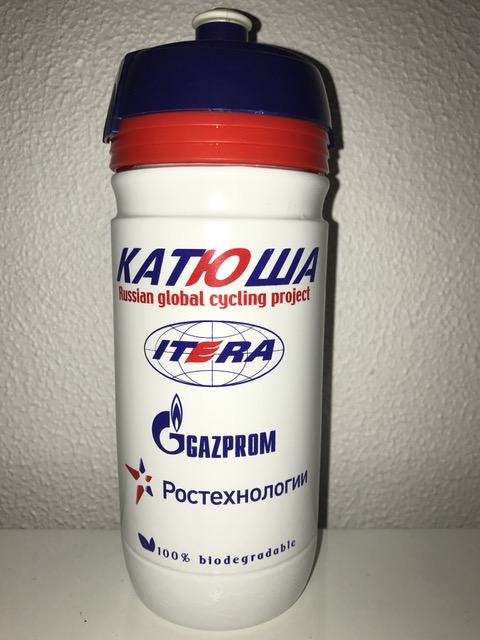 КАТЮША
Russian global cycling project
ITERA
GAZPROM
Ростехнологии
100% biodegradable